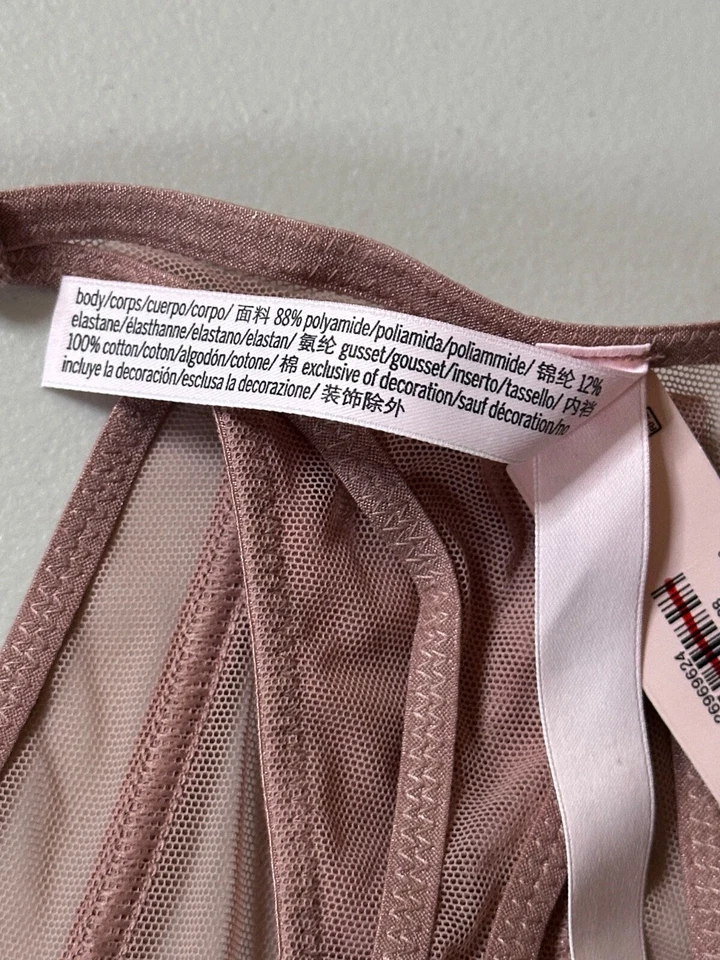 body/corps/cuerpo/corpo/ 面料 88% polyamide/poliamida/poliammide/ 锦纶 12%
elastane/élasthanne/elastano/elastan/ 氨纶 gusset/gousset/inserto/tassello/ 内裆
100% cotton/coton/algodón/cotone/ 棉 exclusive of decoration/sauf décoration/no
incluye la decoración/esclusa la decorazione/ 装饰除外